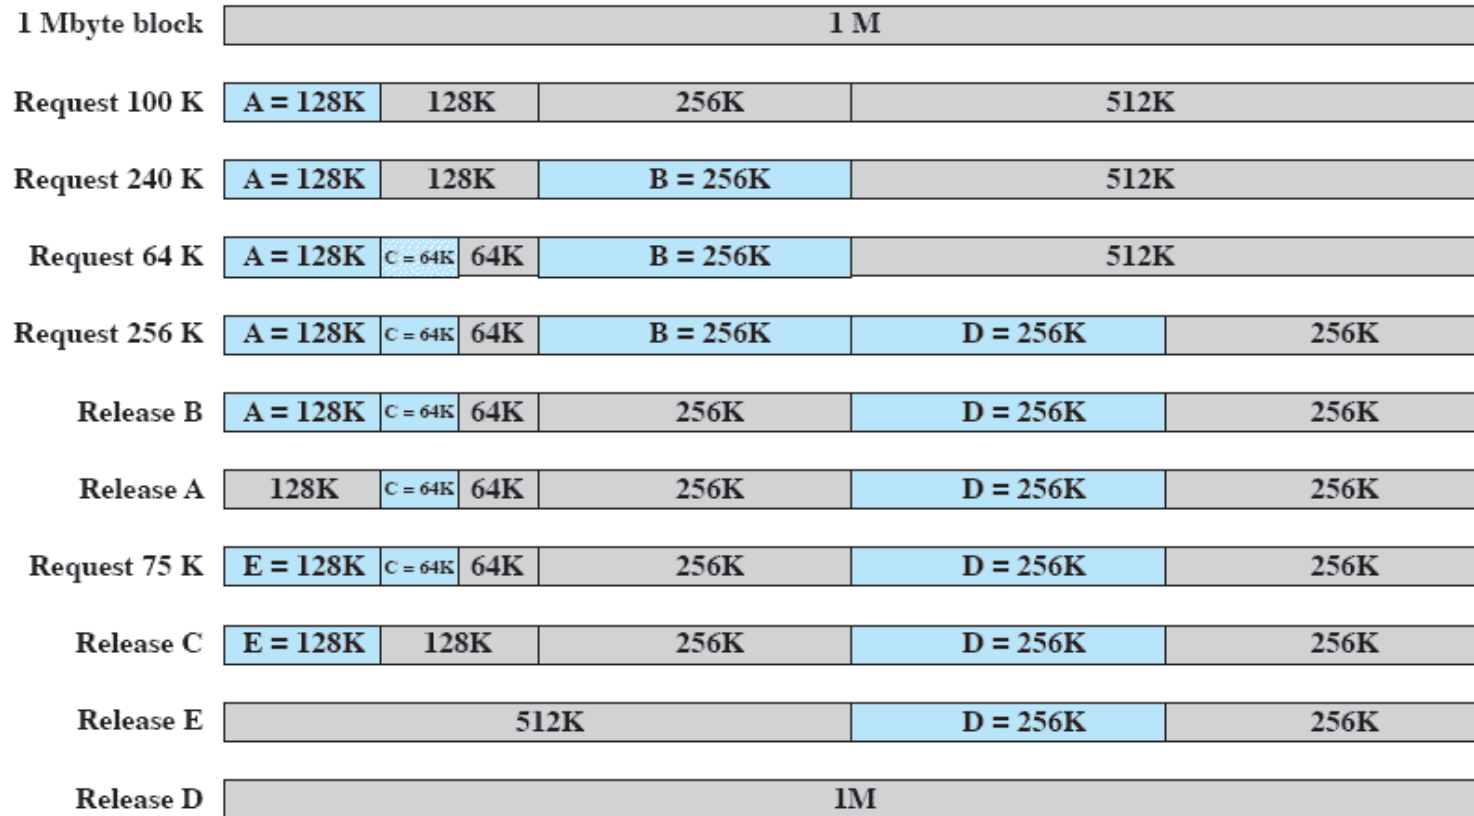 1 Mbyte block 1 M
Request 100 K A = 128K 128K 256K 512K
Request 240 K A = 128K 128K B = 256K 512K
Request 64 K A = 128K C = 64K 64K B = 256K 512K
Request 256 K A = 128K C = 64K 64K B = 256K D = 256K 256K
Release B A = 128K C = 64K 64K 256K D = 256K 256K
Release A 128K C = 64K 64K 256K D = 256K 256K
Request 75 K E = 128K C = 64K 64K 256K D = 256K 256K
Release C E = 128K 128K 256K D = 256K 256K
Release E 512K D = 256K 256K
Release D 1M